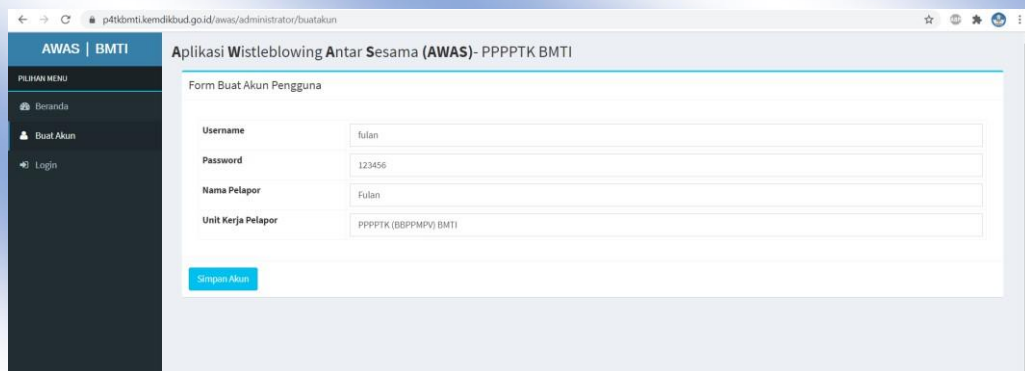 p4tkbmti.kemdikbud.go.id/awas/administrator/buatakun
AWAS | BMTI
Aplikasi Wistleblowing Antar Sesama (AWAS)- PPPPTK BMTI
PILIHAN MENU
Beranda
Buat Akun
Login
Form Buat Akun Pengguna
Username
fulan
Password
123456
Nama Pelapor
Fulan
Unit Kerja Pelapor
PPPPTK (BBPPMPV) BMTI
Simpan Akun